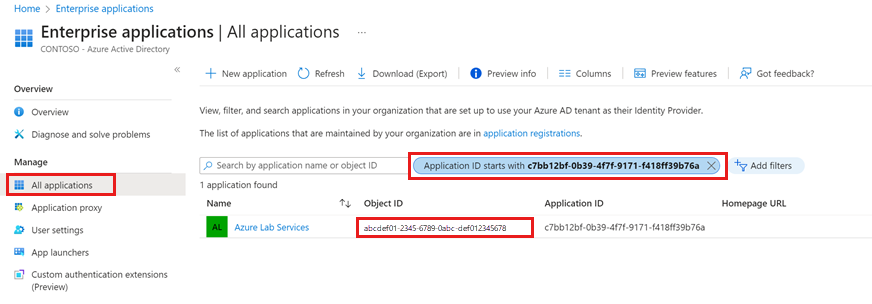 Home > Enterprise applications >
Enterprise applications | All applications ...
CONTOSO - Azure Active Directory
«
Overview
Overview
Diagnose and solve problems
Manage
All applications
Application proxy
User settings
App launchers
Custom authentication extensions
(Preview)
New application Refresh Download (Export) Preview info Columns Preview features Got feedback?
View, filter, and search applications in your organization that are set up to use your Azure AD tenant as their Identity Provider.
The list of applications that are maintained by your organization are in application registrations.
Search by application name or object ID Application ID starts with c7bb12bf-0b39-4f7f-9171-f418ff39b76a Add filters
1 application found
Name Object ID Application ID Homepage URL
AL Azure Lab Services abcdef01-2345-6789-0abc-def012345678 c7bb12bf-0b39-4f7f-9171-f418ff39b76a